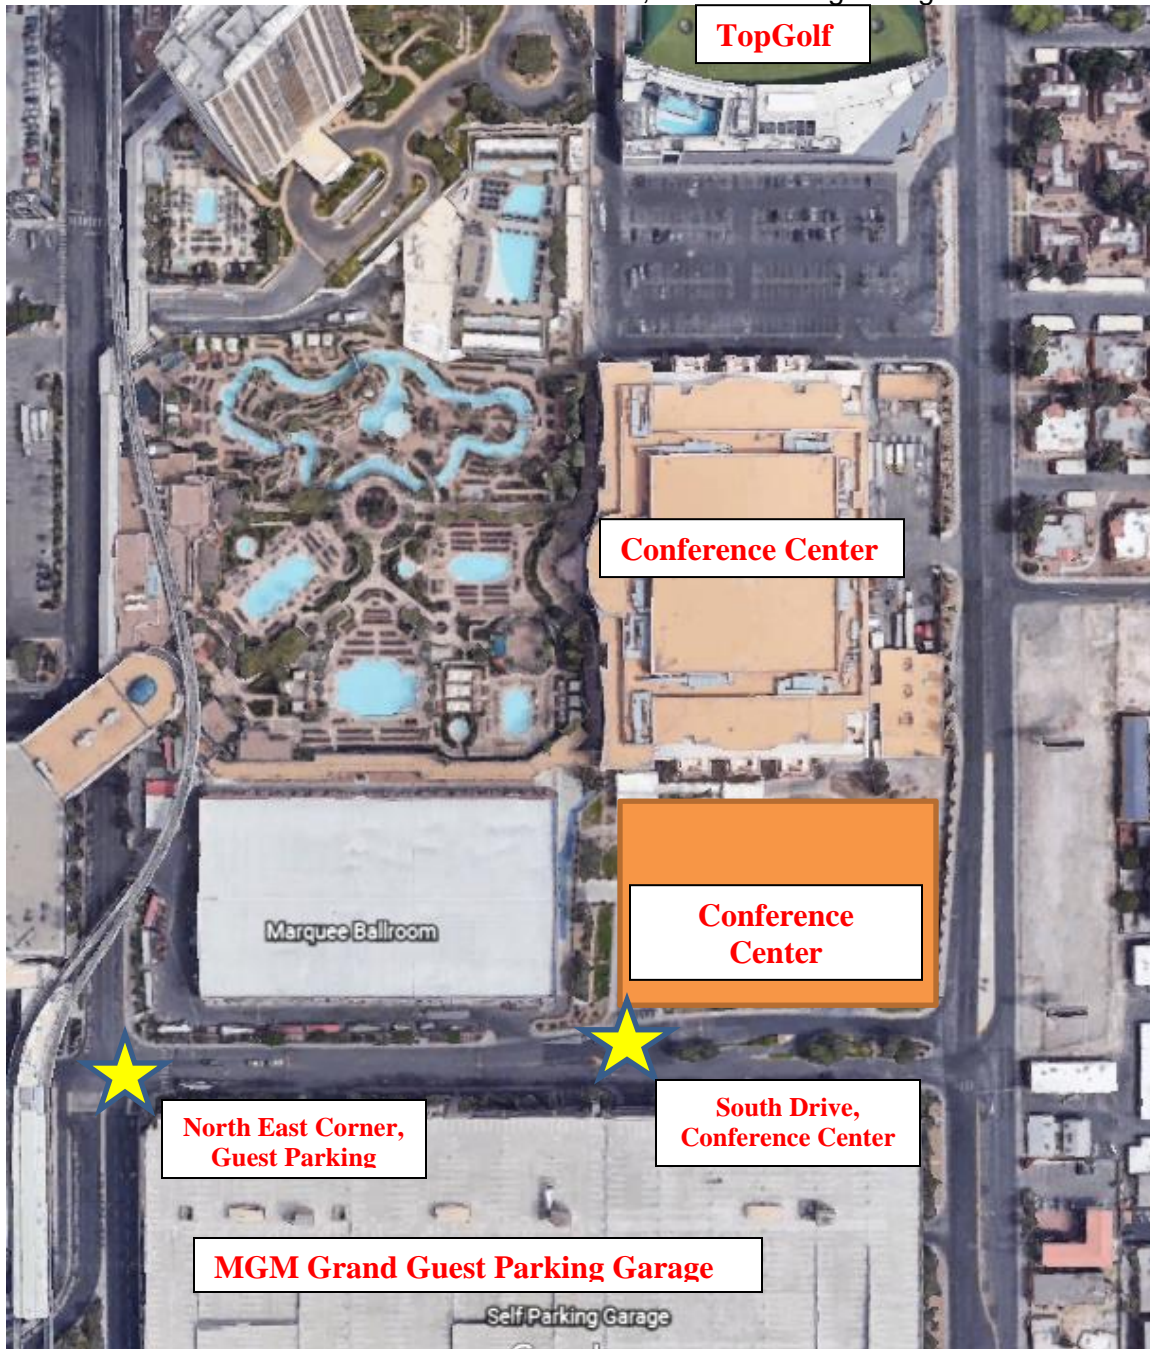 TopGolf
Conference Center
Conference
Center
Marquee Ballroom
South Drive,
Conference Center
North East Corner,
Guest Parking
MGM Grand Guest Parking Garage
Self Parking Garage